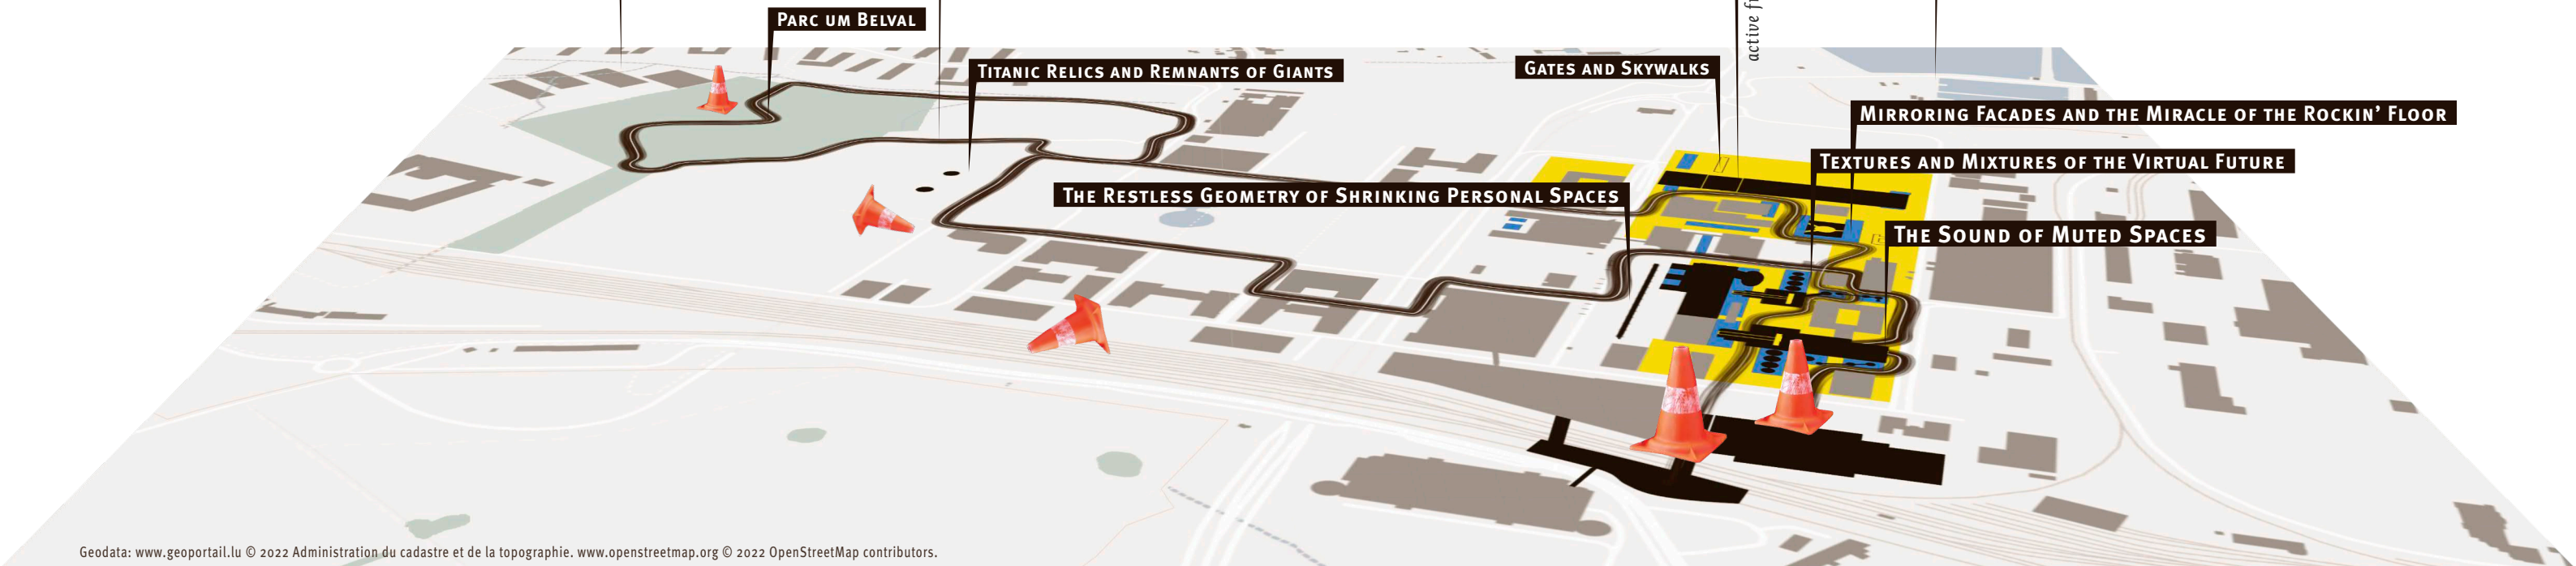 PARC UM BELVAL
TITANIC RELICS AND REMNANTS OF GIANTS
GATES AND SKYWALKS
active
MIRRORING FACADES AND THE MIRACLE OF THE ROCKIN’ FLOOR
TEXTURES AND MIXTURES OF THE VIRTUAL FUTURE
THE RESTLESS GEOMETRY OF SHRINKING PERSONAL SPACES
THE SOUND OF MUTED SPACES
Geodata: www.geoportail.lu © 2022 Administration du cadastre et de la topographie. www.openstreetmap.org © 2022 OpenStreetMap contributors.